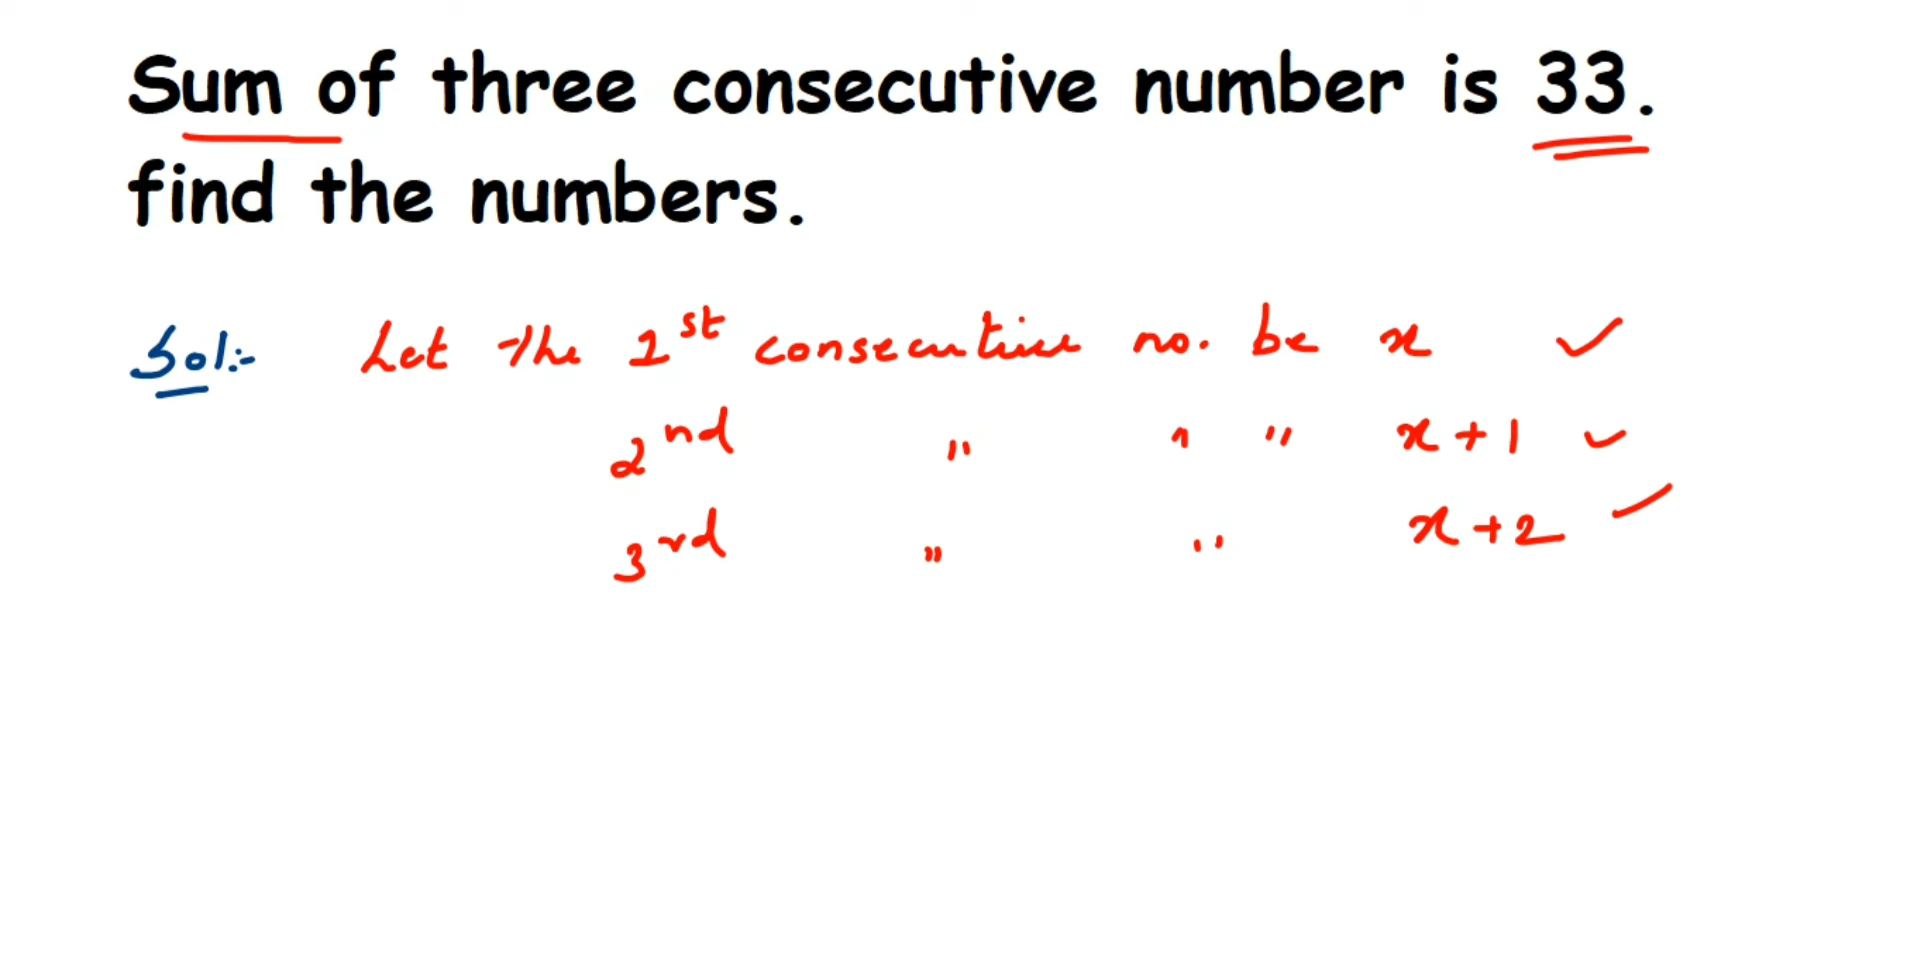 Sum of three consecutive number is 33.
find the numbers.
Sol:- Let the 1st consecutive no. be x ✓
2nd " " " x+1 ✓
3rd " " x+2 ✓